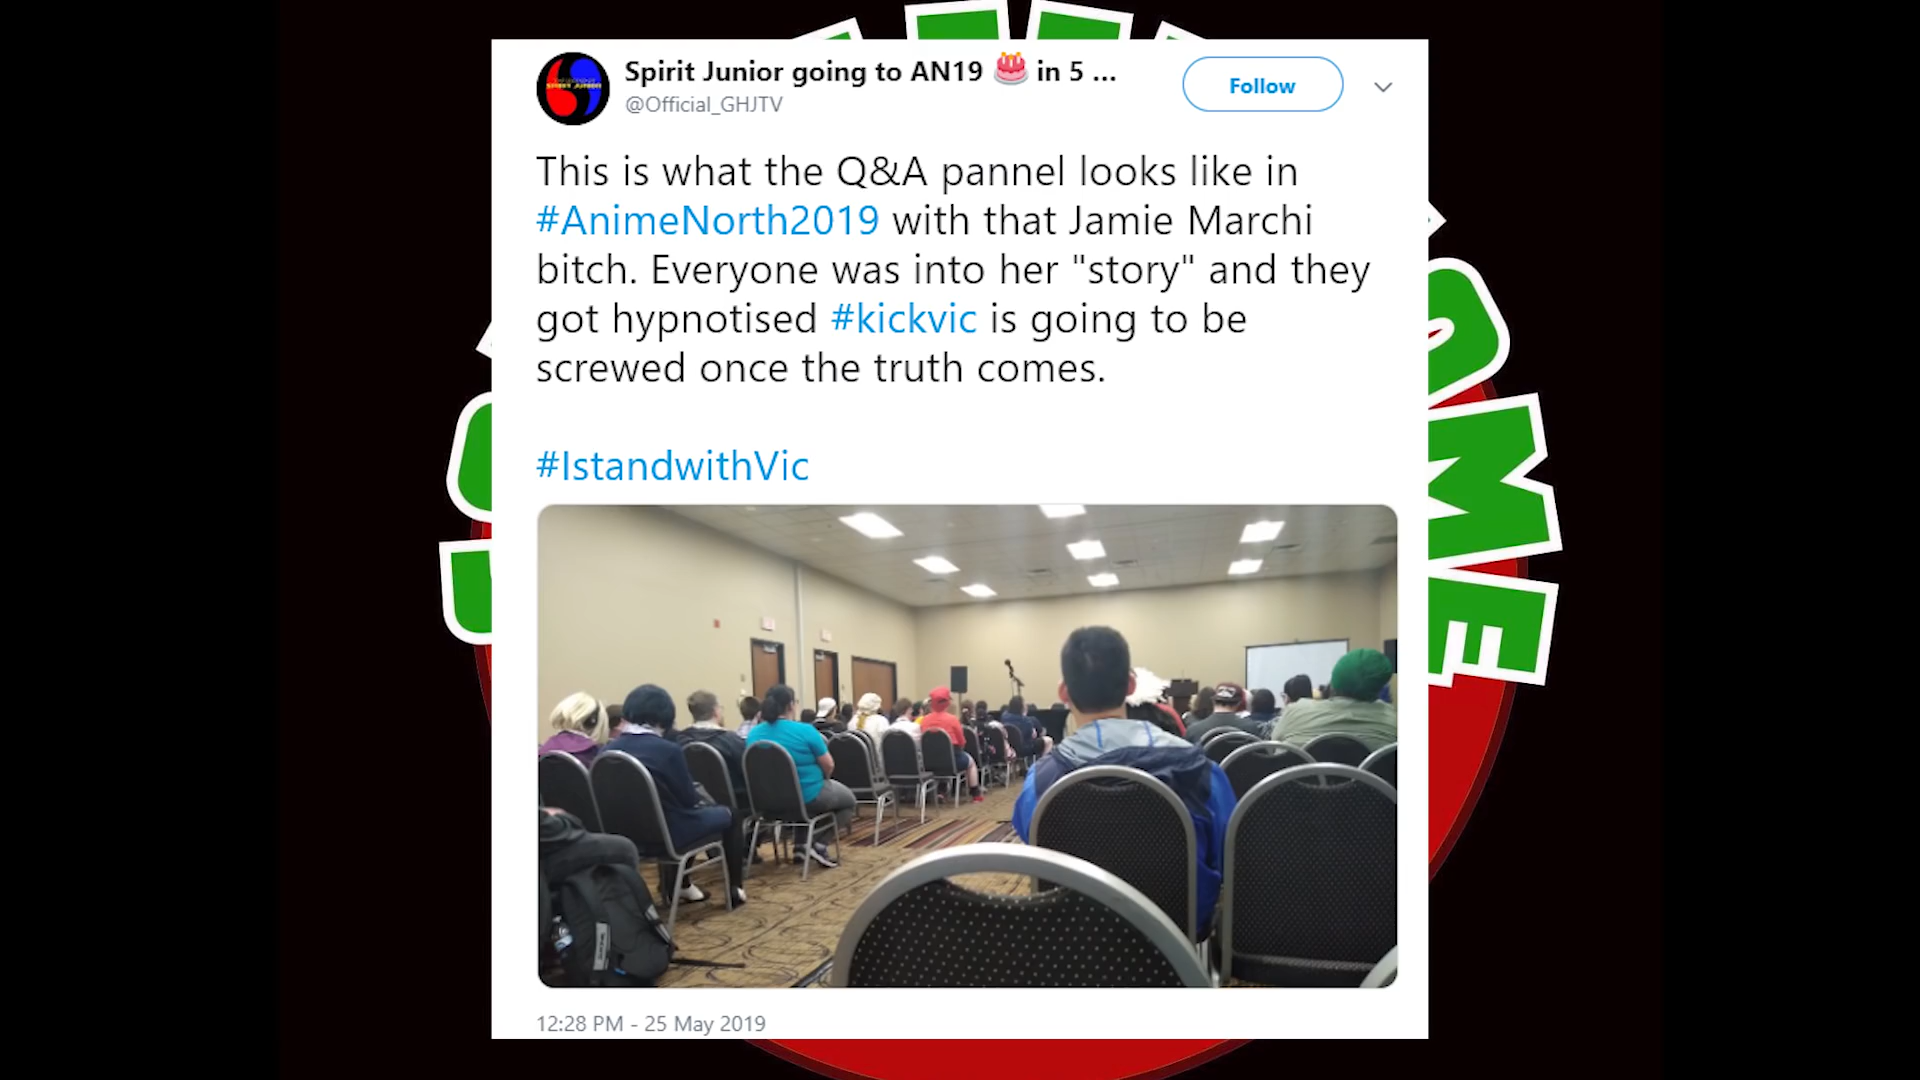 Spirit Junior going to AN19 🎂 in 5 ...
@Official_GHJTV
Follow
This is what the Q&A pannel looks like in
#AnimeNorth2019 with that Jamie Marchi
bitch. Everyone was into her "story" and they
got hypnotised #kickvic is going to be
screwed once the truth comes.
#IstandwithVic
12:28 PM - 25 May 2019